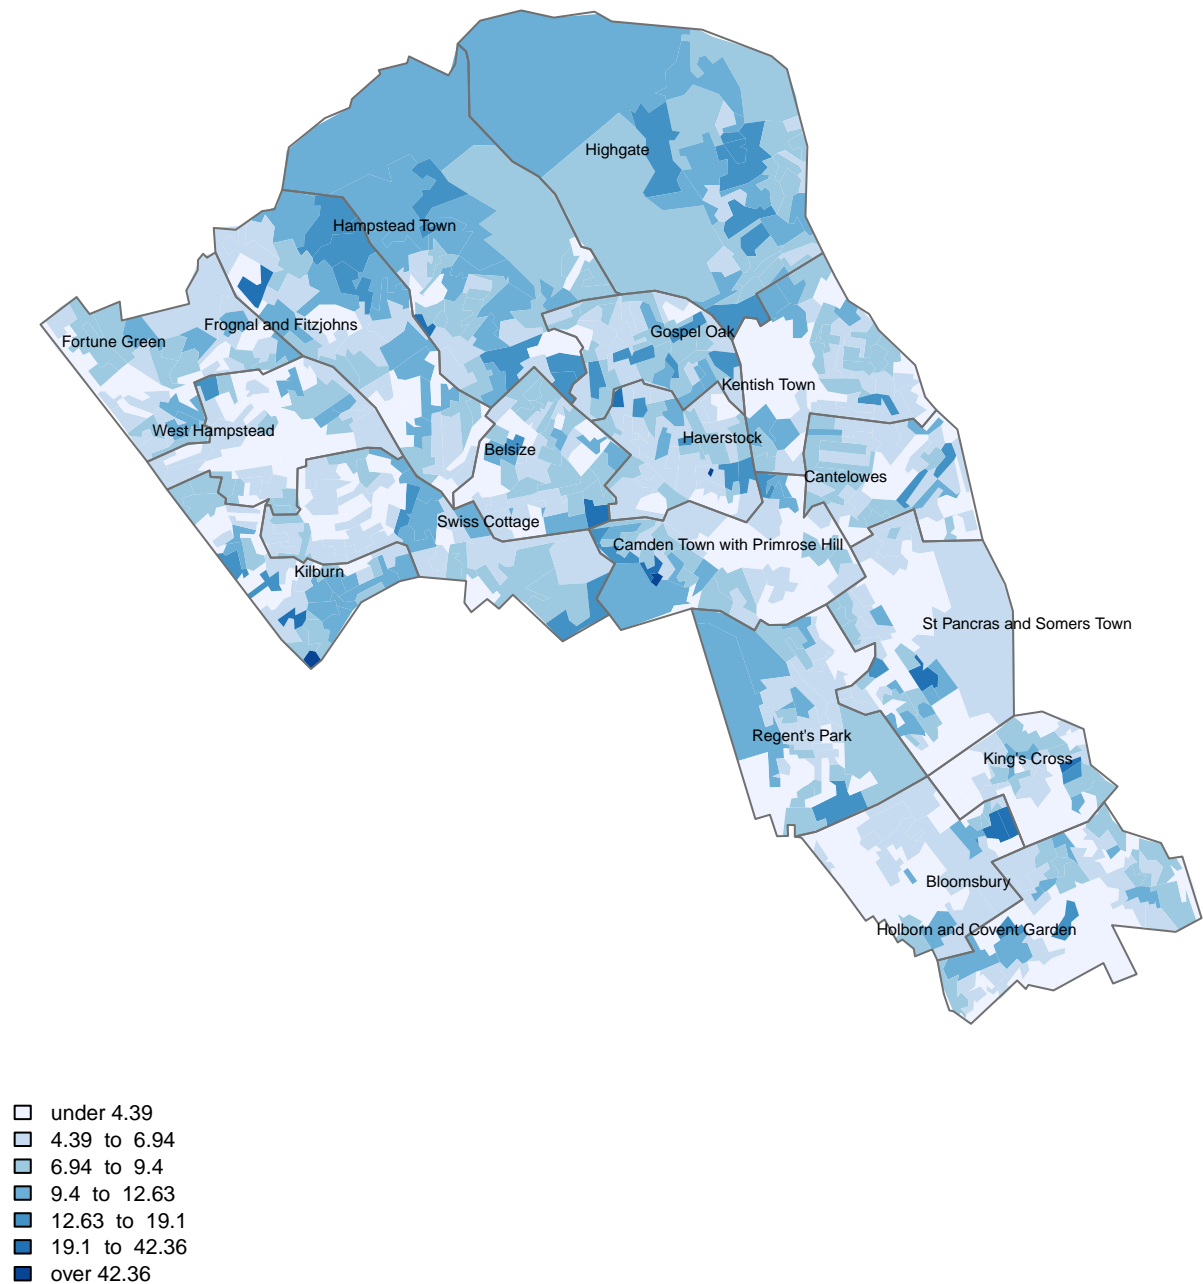 Highgate
Hampstead Town
Frognal and Fitzjohns
Gospel Oak
Fortune Green
Kentish Town
West Hampstead
Haverstock
Belsize
Cantelowes
Swiss Cottage
Camden Town with Primrose Hill
Kilburn
St Pancras and Somers Town
Regent's Park
King's Cross
Bloomsbury
Holborn and Covent Garden
under 4.39
4.39 to 6.94
6.94 to 9.4
9.4 to 12.63
12.63 to 19.1
19.1 to 42.36
over 42.36